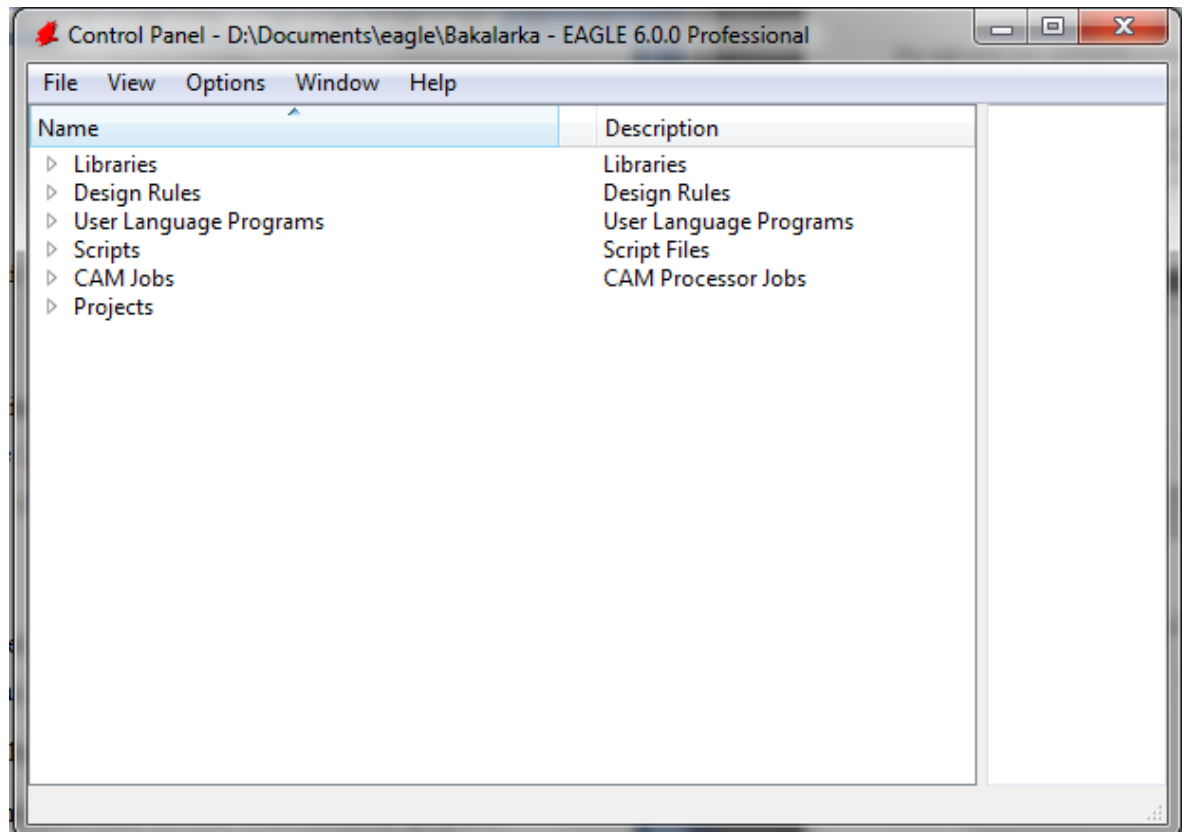 Control Panel - D:\Documents\eagle\Bakalarka - EAGLE 6.0.0 Professional
File View Options Window Help
Name Description
Libraries Libraries
Design Rules Design Rules
User Language Programs User Language Programs
Scripts Script Files
CAM Jobs CAM Processor Jobs
Projects